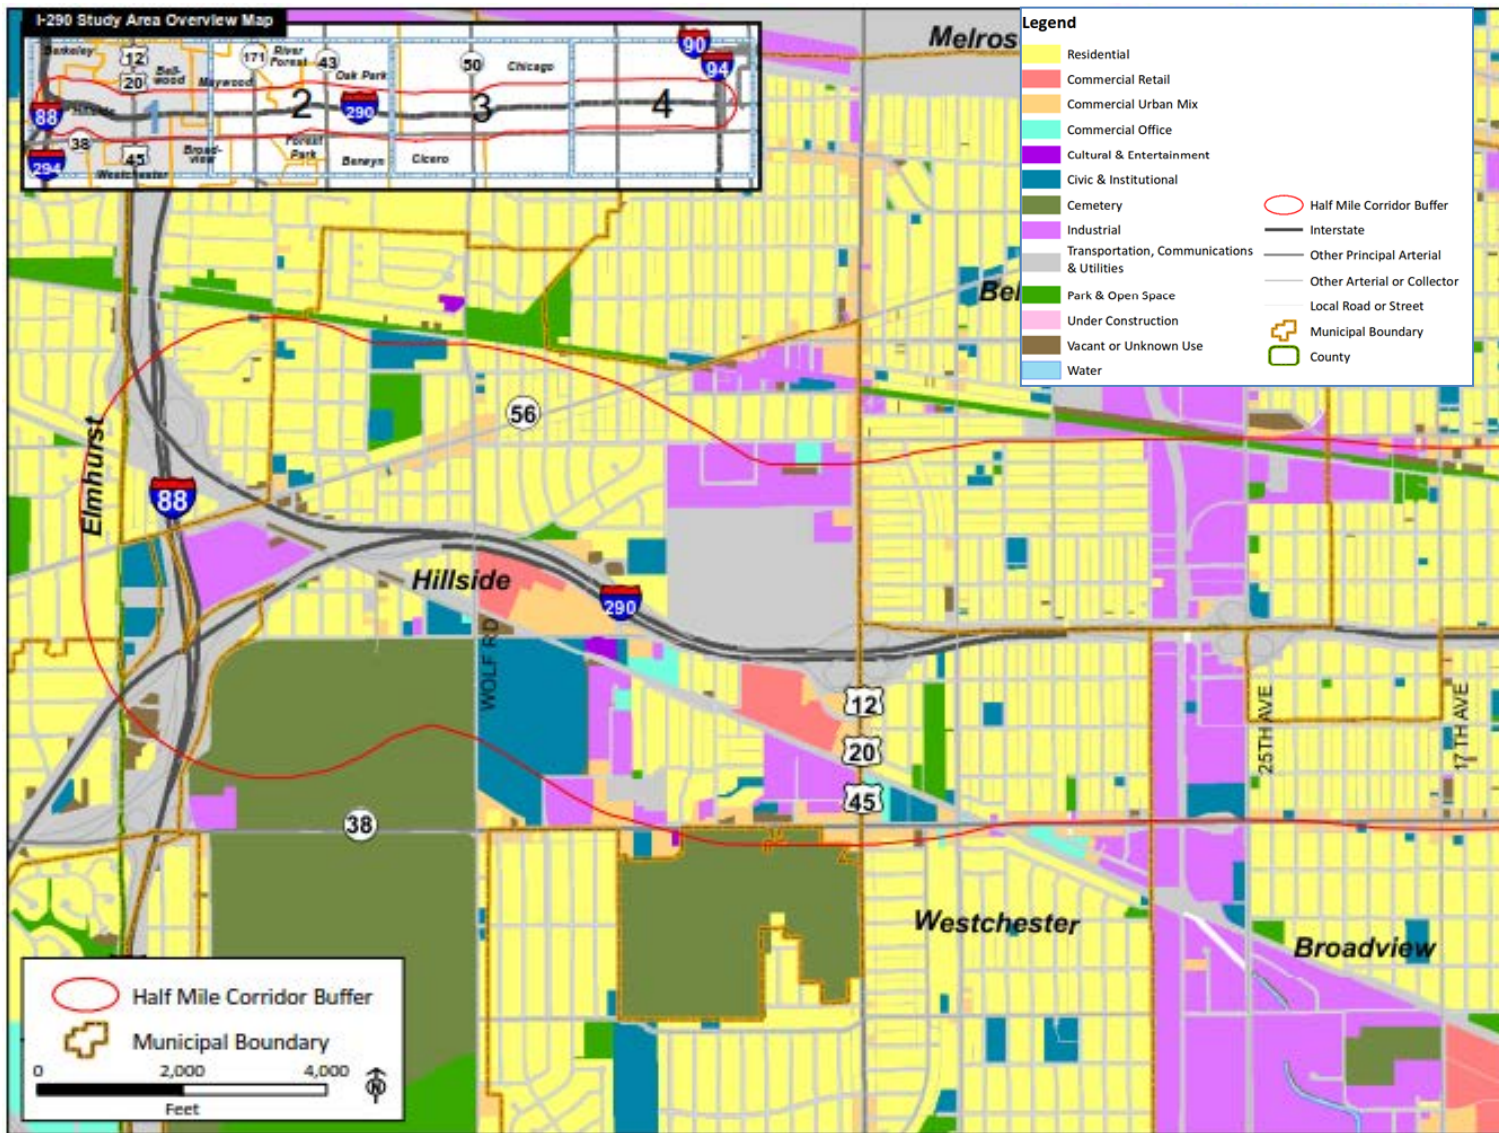 I-290 Study Area Overview Map
Berkeley
12
171
River
Forest
43
50
Chicago
90
94
20
Bell-
wood
Maywood
Oak Park
88
Hillside
1
2
290
3
4
38
45
Broad-
view
Forest
Park
Berwyn
Cicero
294
Westchester
Melros
Legend
Residential
Commercial Retail
Commercial Urban Mix
Commercial Office
Cultural & Entertainment
Civic & Institutional
Cemetery
Industrial
Transportation, Communications
& Utilities
Park & Open Space
Under Construction
Vacant or Unknown Use
Water
Half Mile Corridor Buffer
Interstate
Other Principal Arterial
Other Arterial or Collector
Local Road or Street
Municipal Boundary
County
Bel
56
Elmhurst
88
Hillside
290
WOLF RD
12
20
45
25TH AVE
17TH AVE
38
Westchester
Broadview
Half Mile Corridor Buffer
Municipal Boundary
0 2,000 4,000
Feet
N